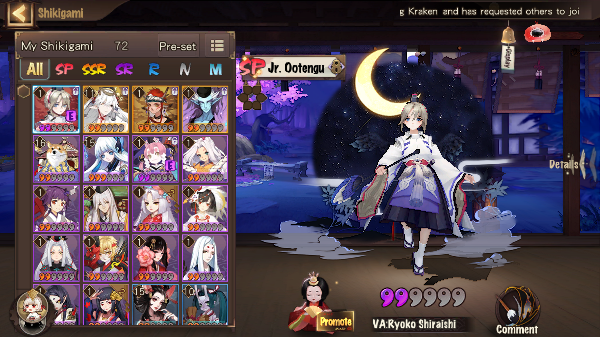 Shikigami
g Kraken and has requested others to joi
My Shikigami 72 Pre-set
All SP SSR SR R N M
SP Jr. Ootengu
Display
Details
Promote
VA:Ryoko Shiraishi
Comment